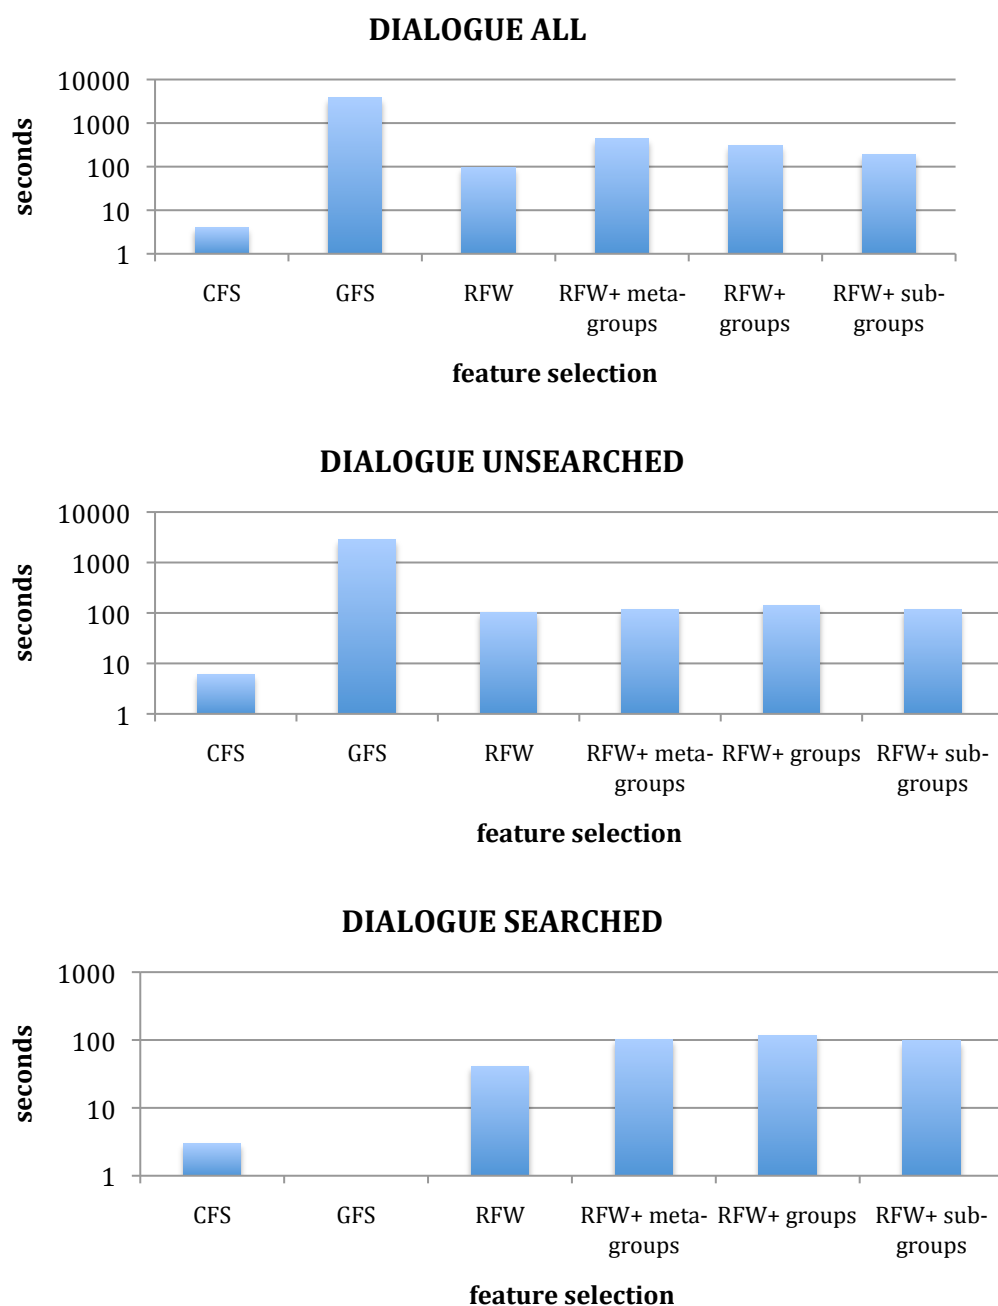 DIALOGUE ALL
10000
1000
100
10
1
seconds
CFS GFS RFW RFW+ meta- RFW+ RFW+ sub-
groups groups groups
feature selection
DIALOGUE UNSEARCHED
10000
1000
100
10
1
seconds
CFS GFS RFW RFW+ meta- RFW+ groups RFW+ sub-
groups groups
feature selection
DIALOGUE SEARCHED
1000
100
10
1
seconds
CFS GFS RFW RFW+ meta- RFW+ groups RFW+ sub-
groups groups
feature selection